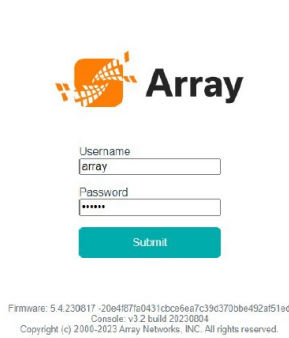 Array
Username
array
Password
••••••
Submit
Firmware: 5.4.230817 -20e4f87fa0431cbce6ea7c39d370bbe492af51ed
Console: v3.2 build 20230804
Copyright (c) 2000-2023 Array Networks, INC. All rights reserved.